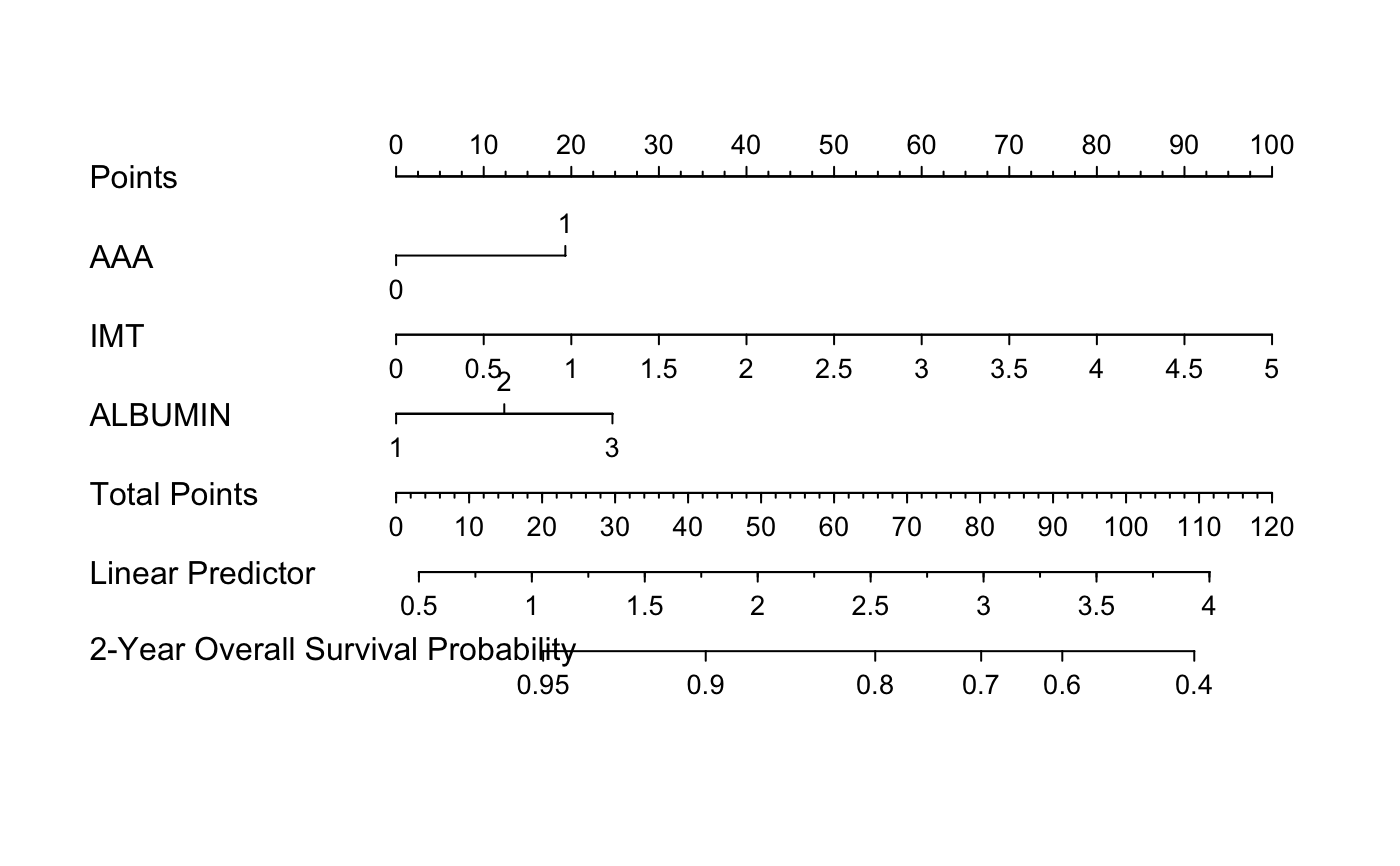 0 10 20 30 40 50 60 70 80 90 100
Points
1
AAA
0
IMT
0 0.5 1 1.5 2 2.5 3 3.5 4 4.5 5
2
ALBUMIN
1 3
Total Points
0 10 20 30 40 50 60 70 80 90 100 110 120
Linear Predictor
0.5 1 1.5 2 2.5 3 3.5 4
2-Year Overall Survival Probability
0.95 0.9 0.8 0.7 0.6 0.4